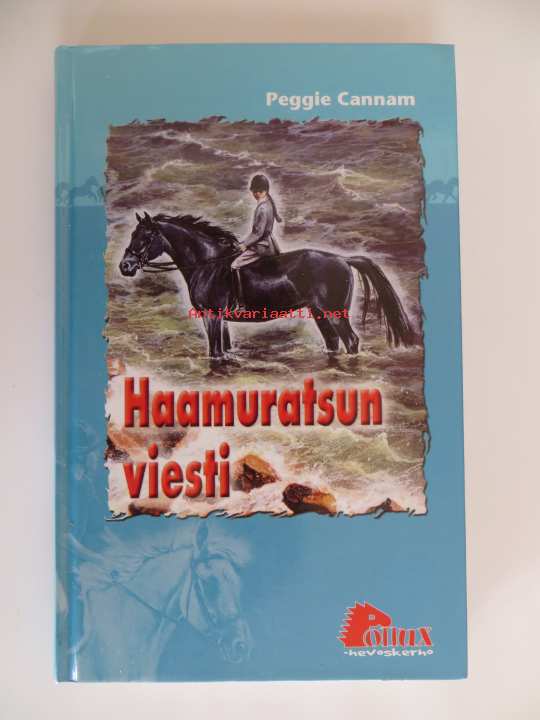 Peggie Cannam
Antikvariaatti.net
Haamuratsun
viesti
Pollux
-hevoskerho